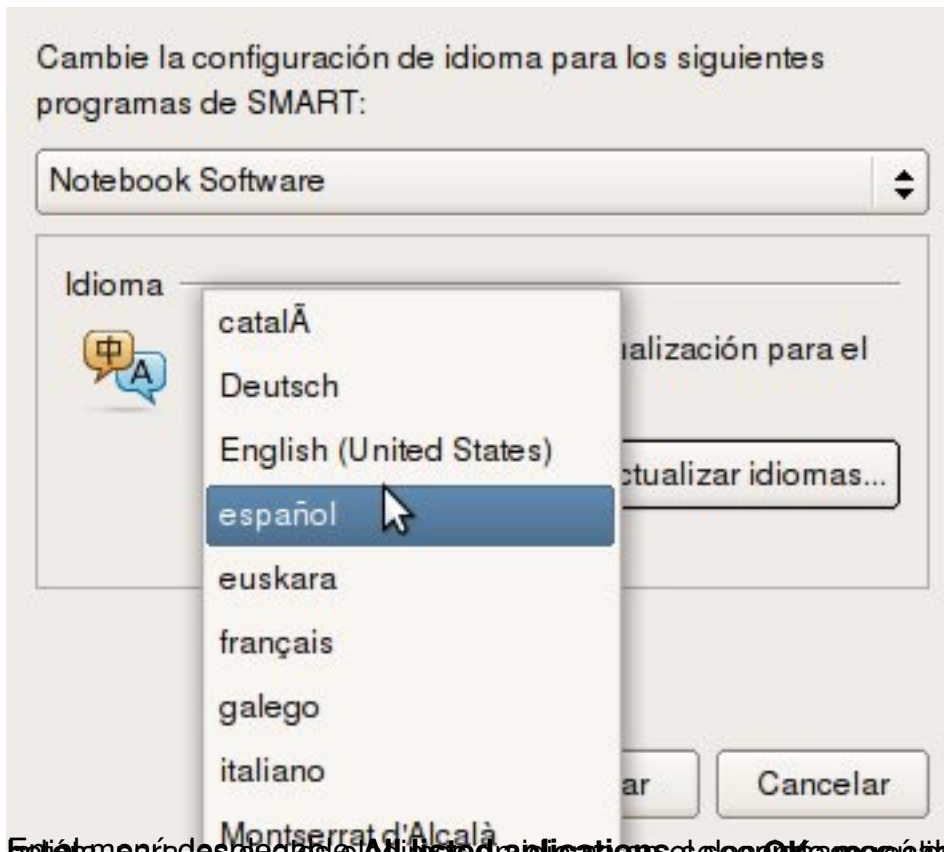 Cambie la configuración de idioma para los siguientes
programas de SMART:
Notebook Software
Idioma
catalÃ
ialización para el
Deutsch
English (United States)
ctualizar idiomas...
español
euskara
français
galego
italiano
ar
Cancelar
Montserrat d'Alcalà